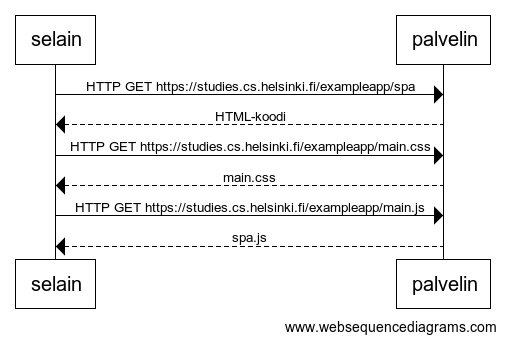 selain palvelin
HTTP GET https://studies.cs.helsinki.fi/exampleapp/spa
HTML-koodi
HTTP GET https://studies.cs.helsinki.fi/exampleapp/main.css
main.css
HTTP GET https://studies.cs.helsinki.fi/exampleapp/main.js
spa.js
selain palvelin
www.websequencediagrams.com